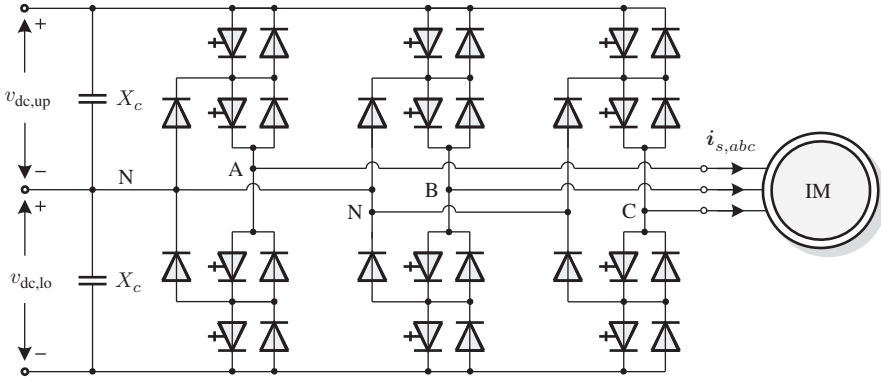 +
v_dc,up
X_c
−
N
A
i_s,abc
+
B
IM
N
C
v_dc,lo
X_c
−